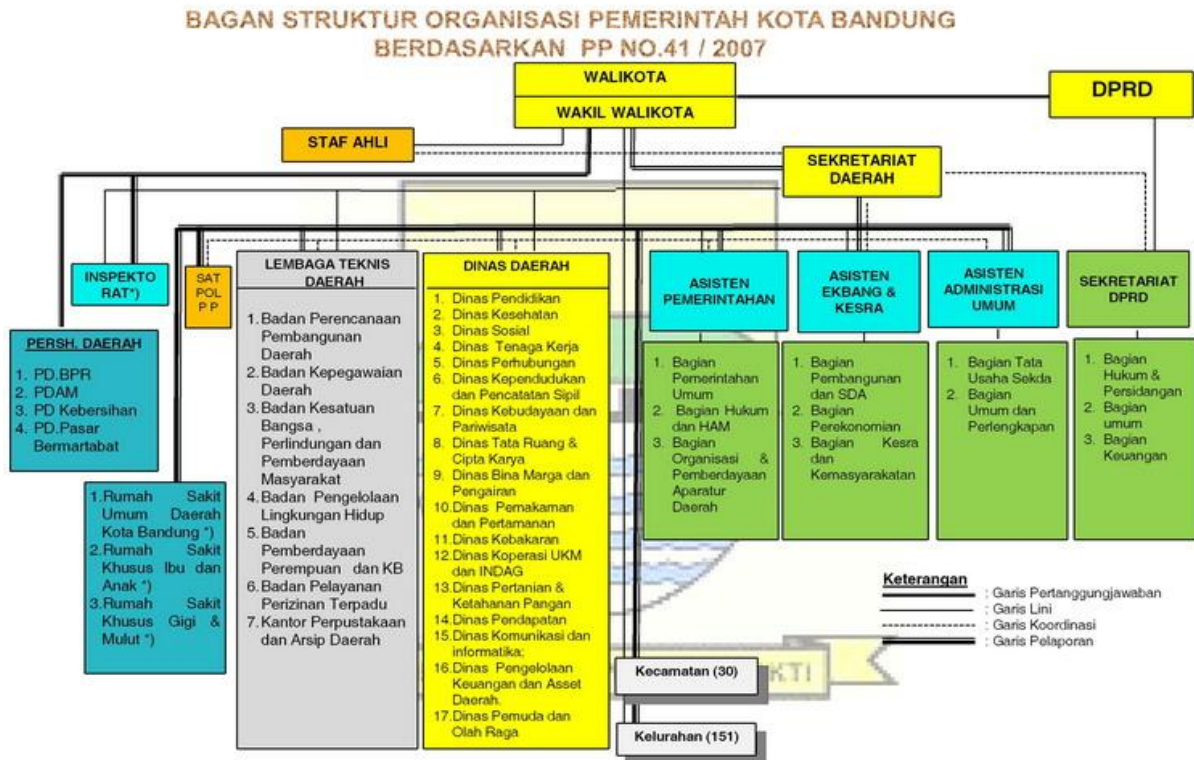 BAGAN STRUKTUR ORGANISASI PEMERINTAH KOTA BANDUNG
BERDASARKAN PP NO.41 / 2007
WALIKOTA
WAKIL WALIKOTA
DPRD
STAF AHLI
SEKRETARIAT
DAERAH
INSPEKTO
RAT*)
SAT
POL
P P
LEMBAGA TEKNIS
DAERAH
1. Badan Perencanaan
Pembangunan
Daerah
2. Badan Kepegawaian
Daerah
3. Badan Kesatuan
Bangsa ,
Perlindungan dan
Pemberdayaan
Masyarakat
4. Badan Pengelolaan
Lingkungan Hidup
5. Badan
Pemberdayaan
Perempuan dan KB
6. Badan Pelayanan
Perizinan Terpadu
7. Kantor Perpustakaan
dan Arsip Daerah
DINAS DAERAH
1. Dinas Pendidikan
2. Dinas Kesehatan
3. Dinas Sosial
4. Dinas Tenaga Kerja
5. Dinas Perhubungan
6. Dinas Kependudukan
dan Pencatatan Sipil
7. Dinas Kebudayaan dan
Pariwisata
8. Dinas Tata Ruang &
Cipta Karya
9. Dinas Bina Marga dan
Pengairan
10. Dinas Pemakaman
dan Pertamanan
11. Dinas Kebakaran
12. Dinas Koperasi UKM
dan INDAG
13. Dinas Pertanian &
Ketahanan Pangan
14. Dinas Pendapatan
15. Dinas Komunikasi dan
informatika;
16. Dinas Pengelolaan
Keuangan dan Asset
Daerah.
17. Dinas Pemuda dan
Olah Raga
ASISTEN
PEMERINTAHAN
1. Bagian
Pemerintahan
Umum
2. Bagian Hukum
dan HAM
3. Bagian
Organisasi &
Pemberdayaan
Aparatur
Daerah
ASISTEN
EKBANG &
KESRA
1. Bagian
Pembangunan
dan SDA
2. Bagian
Perekonomian
3. Bagian Kesra
dan
Kemasyarakatan
ASISTEN
ADMINISTRASI
UMUM
1. Bagian Tata
Usaha Sekda
2. Bagian
Umum dan
Perlengkapan
SEKRETARIAT
DPRD
1. Bagian
Hukum &
Persidangan
2. Bagian
umum
3. Bagian
Keuangan
PERSH. DAERAH
1. PD.BPR
2. PDAM
3. PD Kebersihan
4. PD.Pasar
Bermartabat
1. Rumah Sakit
Umum Daerah
Kota Bandung *)
2. Rumah Sakit
Khusus Ibu dan
Anak *)
3. Rumah Sakit
Khusus Gigi &
Mulut *)
Keterangan
: Garis Pertanggungjawaban
: Garis Lini
: Garis Koordinasi
: Garis Pelaporan
Kecamatan (30)
Kelurahan (151)